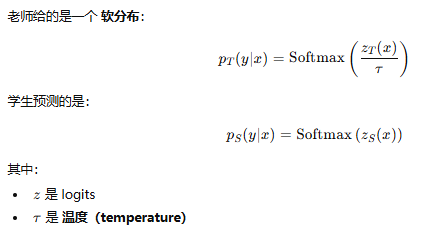 老师给的是一个 软分布：
p_T(y|x) = Softmax(z_T(x)/τ)
学生预测的是：
p_S(y|x) = Softmax (z_S(x))
其中：
• z 是 logits
• τ 是 温度（temperature）